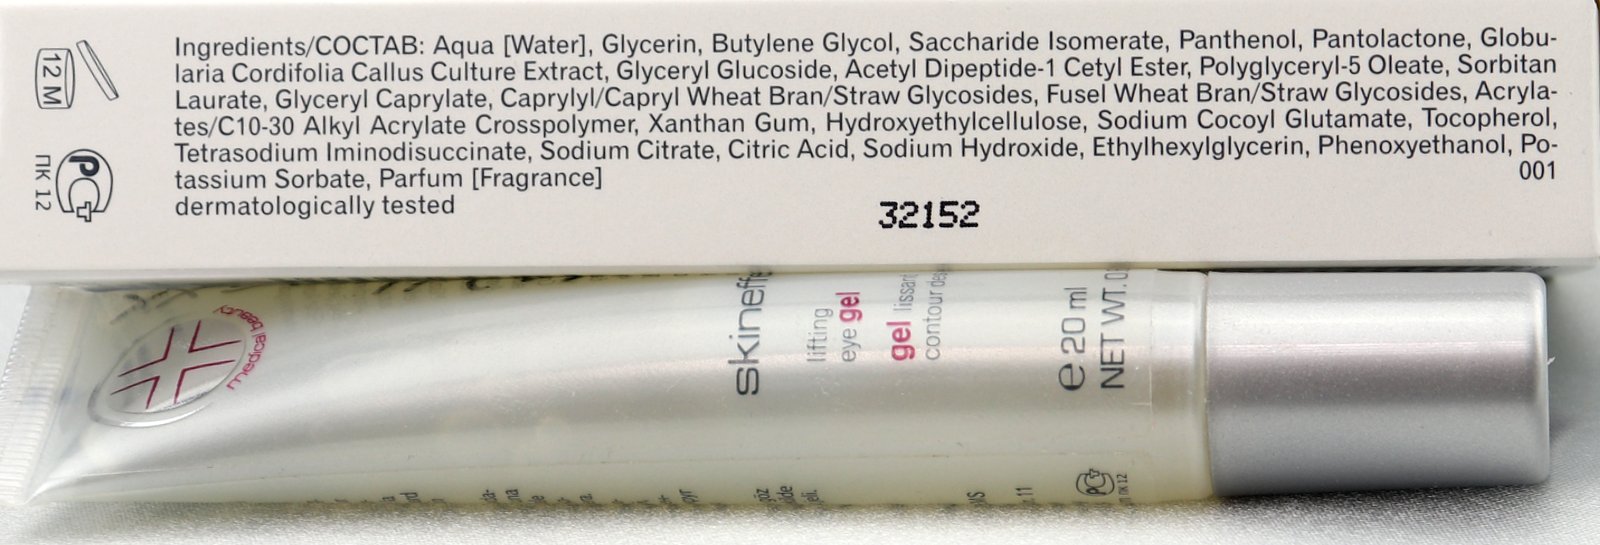 12 M
ПК 12
Ingredients/СОСТАВ: Aqua [Water], Glycerin, Butylene Glycol, Saccharide Isomerate, Panthenol, Pantolactone, Globu-
laria Cordifolia Callus Culture Extract, Glyceryl Glucoside, Acetyl Dipeptide-1 Cetyl Ester, Polyglyceryl-5 Oleate, Sorbitan
Laurate, Glyceryl Caprylate, Caprylyl/Capryl Wheat Bran/Straw Glycosides, Fusel Wheat Bran/Straw Glycosides, Acryla-
tes/C10-30 Alkyl Acrylate Crosspolymer, Xanthan Gum, Hydroxyethylcellulose, Sodium Cocoyl Glutamate, Tocopherol,
Tetrasodium Iminodisuccinate, Sodium Citrate, Citric Acid, Sodium Hydroxide, Ethylhexylglycerin, Phenoxyethanol, Po-
tassium Sorbate, Parfum [Fragrance]
001
dermatologically tested
32152
medical beauty
skineffe
lifting
eye gel
gel lissant
contour des
e 20 ml
NET WT. 0